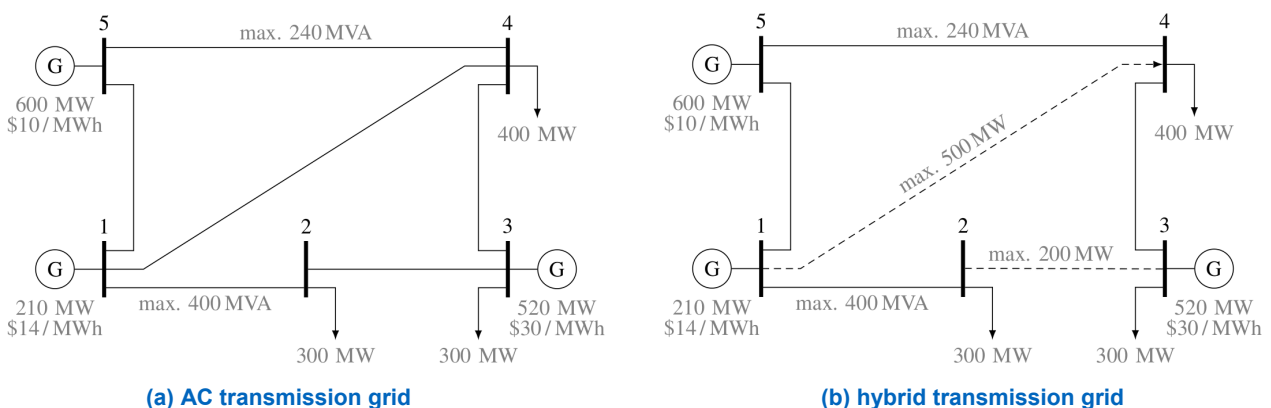 5
max. 240 MVA
4
G
600 MW
$10 / MWh
400 MW
1
2
3
G
G
210 MW
$14 / MWh
max. 400 MVA
520 MW
$30 / MWh
300 MW
300 MW
(a) AC transmission grid
5
max. 240 MVA
4
G
600 MW
$10 / MWh
400 MW
max. 500 MW
1
2
3
G
max. 200 MW
G
210 MW
$14 / MWh
max. 400 MVA
520 MW
$30 / MWh
300 MW
300 MW
(b) hybrid transmission grid